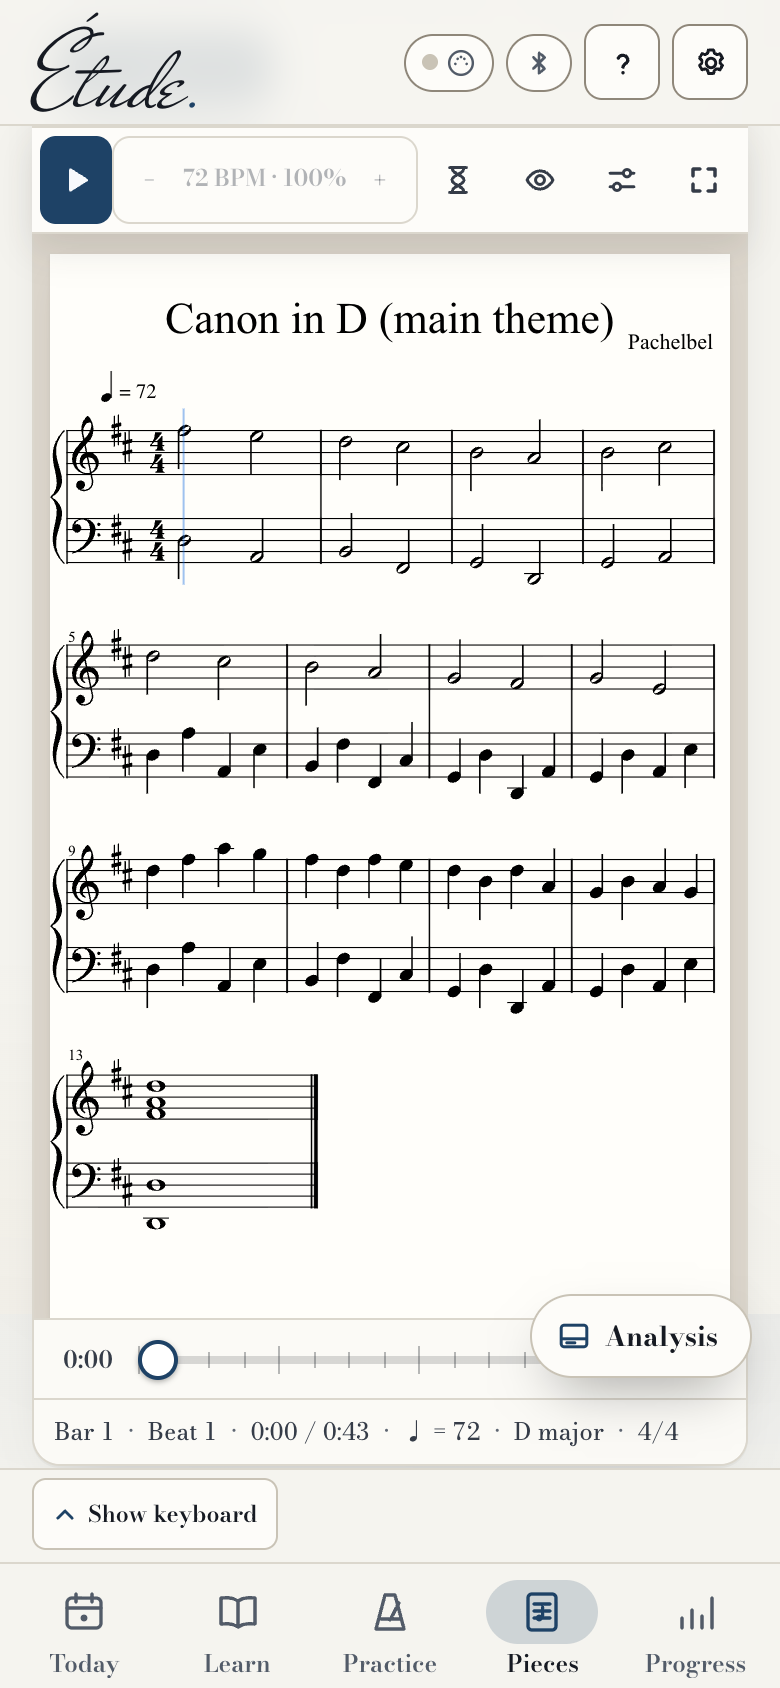 Étude.
?
− 72 BPM · 100% +
Canon in D (main theme)
Pachelbel
♩ = 72
4/4
4/4
5
9
13
0:00
Analysis
Bar 1 · Beat 1 · 0:00 / 0:43 · ♩ = 72 · D major · 4/4
Show keyboard
Today Learn Practice Pieces Progress